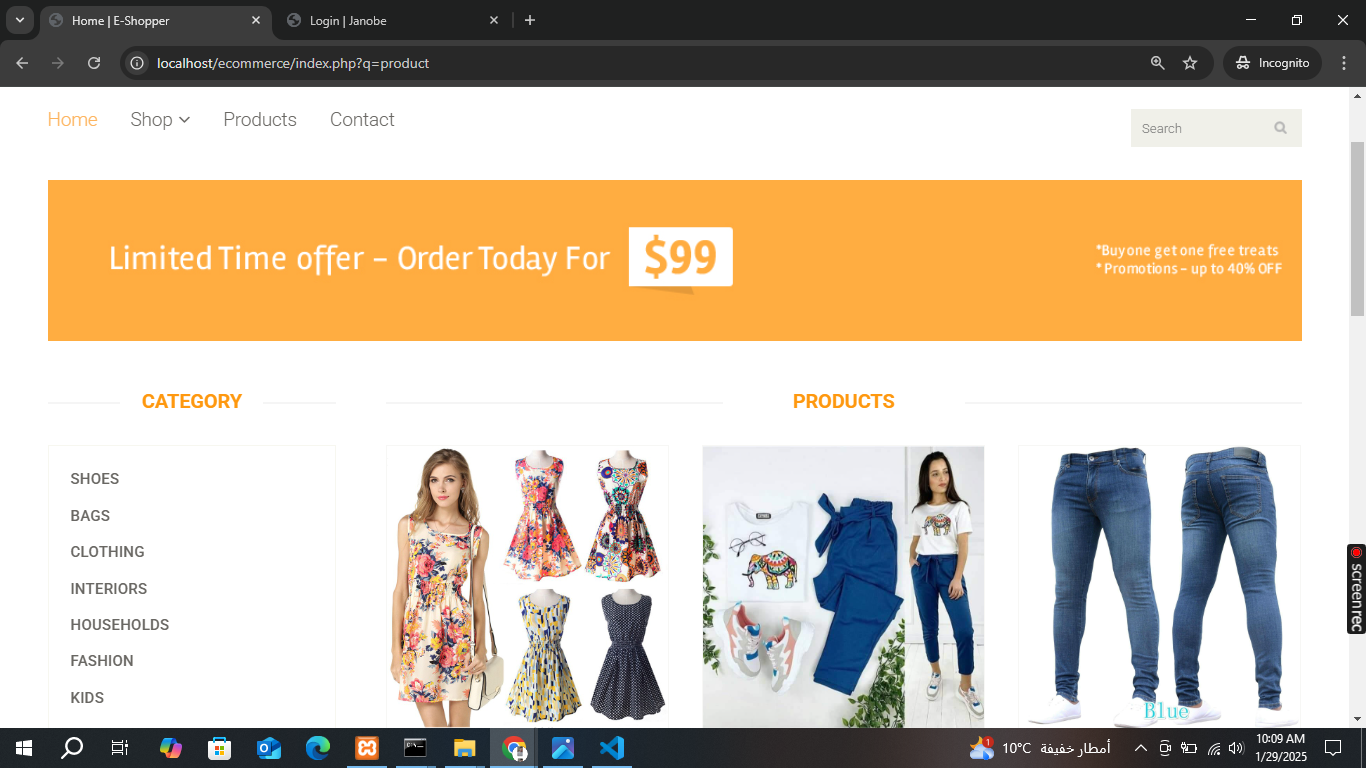 Home | E-Shopper
Login | Janobe
localhost/ecommerce/index.php?q=product
Incognito
Home
Shop
Products
Contact
Search
Limited Time offer – Order Today For $99
*Buy one get one free treats
* Promotions – up to 40% OFF
CATEGORY
PRODUCTS
SHOES
BAGS
CLOTHING
INTERIORS
HOUSEHOLDS
FASHION
KIDS
Blue
screenrec
1
10°C أمطار خفيفة
10:09 AM
1/29/2025